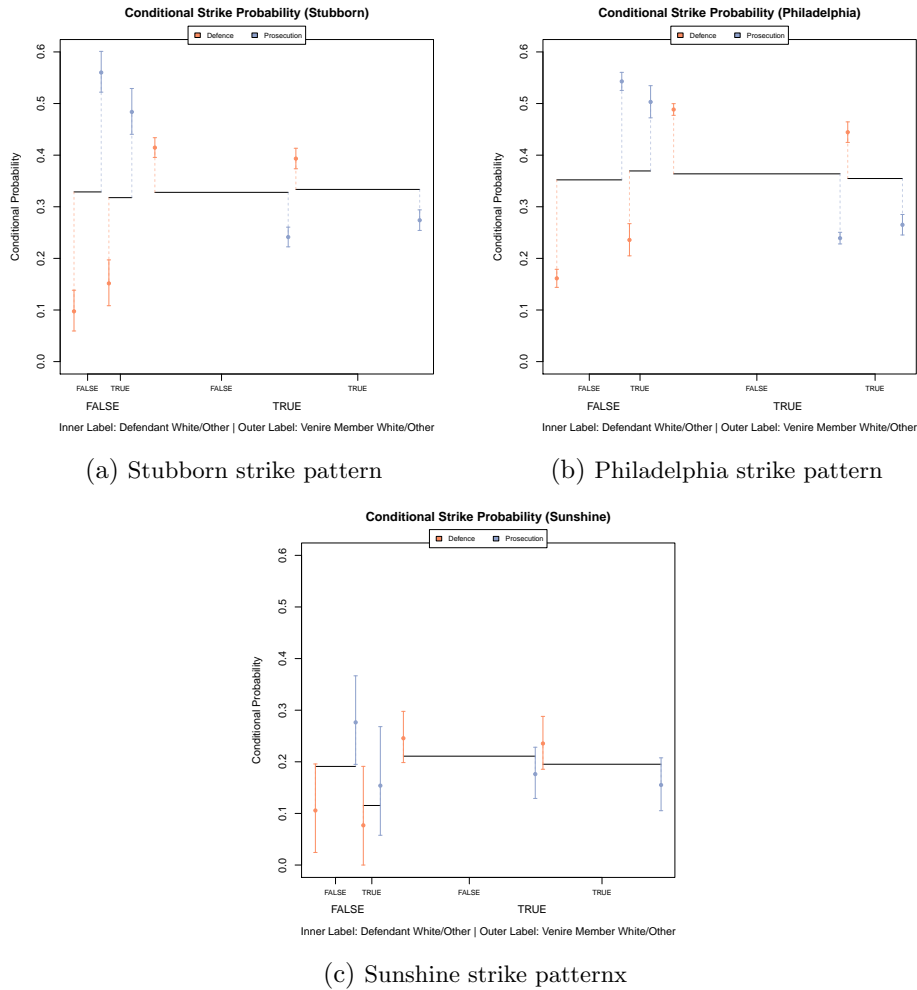 Conditional Strike Probability (Stubborn)
Defence Prosecution
Conditional Probability
0.0 0.1 0.2 0.3 0.4 0.5 0.6
FALSE TRUE FALSE TRUE
FALSE TRUE
Inner Label: Defendant White/Other | Outer Label: Venire Member White/Other
(a) Stubborn strike pattern
Conditional Strike Probability (Philadelphia)
Defence Prosecution
Conditional Probability
0.0 0.1 0.2 0.3 0.4 0.5 0.6
FALSE TRUE FALSE TRUE
FALSE TRUE
Inner Label: Defendant White/Other | Outer Label: Venire Member White/Other
(b) Philadelphia strike pattern
Conditional Strike Probability (Sunshine)
Defence Prosecution
Conditional Probability
0.0 0.1 0.2 0.3 0.4 0.5 0.6
FALSE TRUE FALSE TRUE
FALSE TRUE
Inner Label: Defendant White/Other | Outer Label: Venire Member White/Other
(c) Sunshine strike patternx